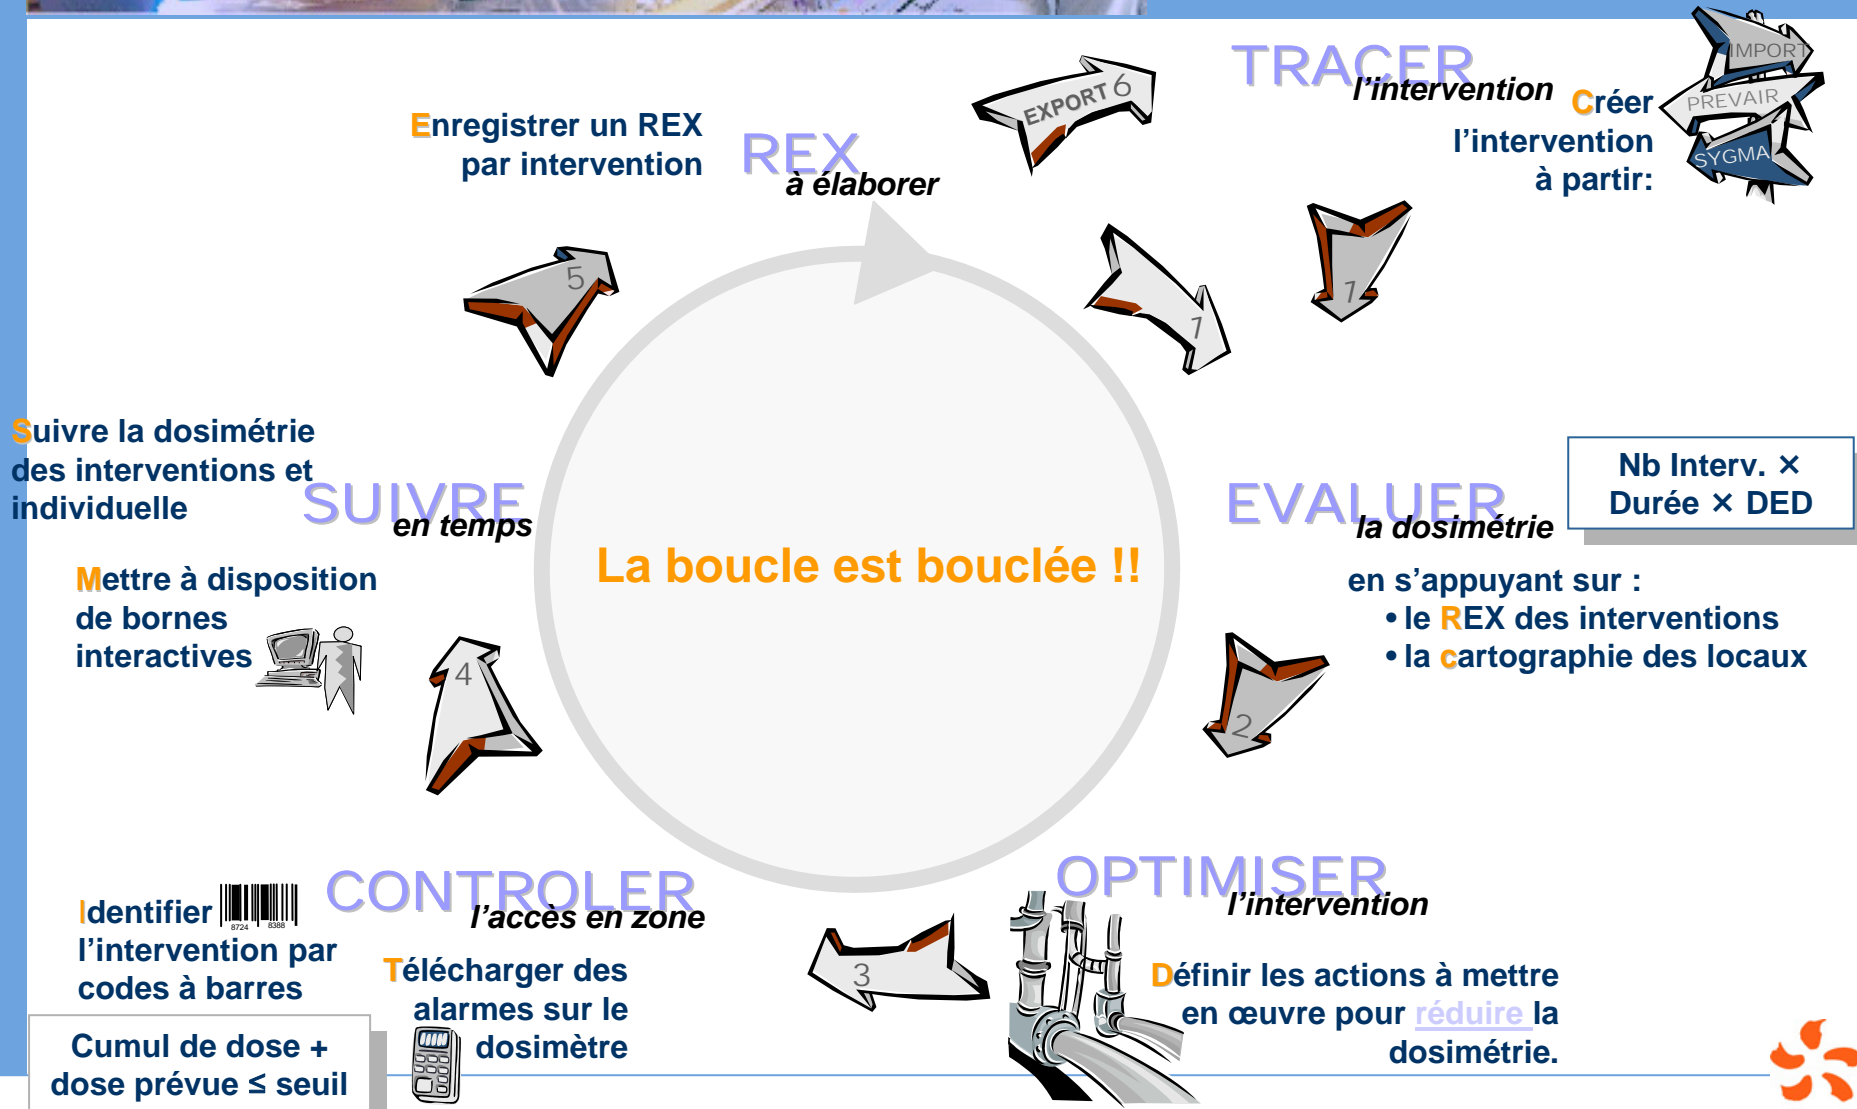 TRACER
l'intervention
Créer
l'intervention
à partir:
IMPORT
PREVAIR
SYGMA
EXPORT 6
Enregistrer un REX
par intervention
REX
à élaborer
5
7
1
Suivre la dosimétrie
des interventions et
individuelle
SUIVRE
en temps
Mettre à disposition
de bornes
interactives
4
La boucle est bouclée !!
EVALUER
la dosimétrie
Nb Interv. ×
Durée × DED
en s'appuyant sur :
• le REX des interventions
• la cartographie des locaux
2
OPTIMISER
l'intervention
Définir les actions à mettre
en œuvre pour réduire la
dosimétrie.
3
CONTROLER
l'accès en zone
Identifier
8724 8388
l'intervention par
codes à barres
Télécharger des
alarmes sur le
dosimètre
Cumul de dose +
dose prévue ≤ seuil